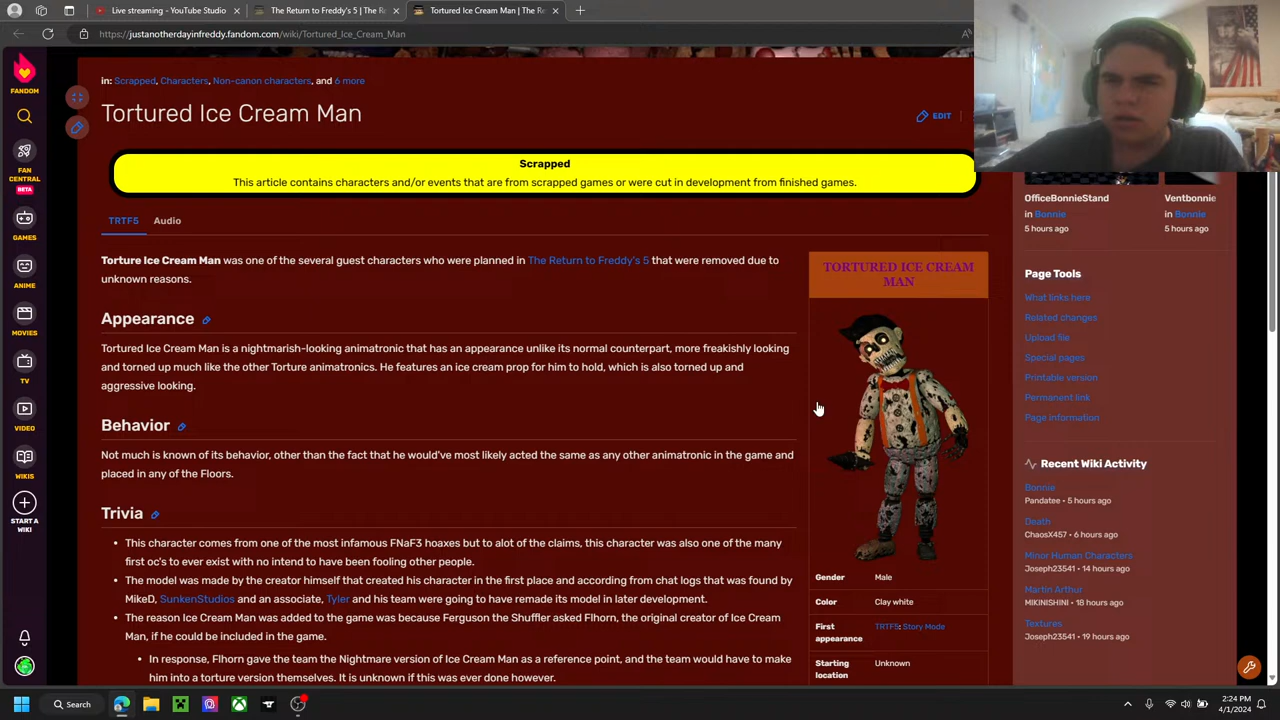 YouTube
The Return to Freddy's 5
Tortured Ice Cream Man | The Re
https://justanotherdayinfreddy.fandom.com/wiki/Tortured_Ice_Cream_Man
FANDOM
FAN CENTRAL
BETA
GAMES
ANIME
MOVIES
TV
VIDEO
WIKIS
START A WIKI
in: Scrapped, Characters, Non-canon characters, and 6 more
Tortured Ice Cream Man
EDIT
Scrapped
This article contains characters and/or events that are from scrapped games or were cut in development from finished games.
TRTF5 Audio
Torture Ice Cream Man was one of the several guest characters who were planned in The Return to Freddy's 5 that were removed due to
unknown reasons.
Appearance
Tortured Ice Cream Man is a nightmarish-looking animatronic that has an appearance unlike its normal counterpart, more freakishly looking
and torned up much like the other Torture animatronics. He features an ice cream prop for him to hold, which is also torned up and
aggressive looking.
Behavior
Not much is known of its behavior, other than the fact that he would've most likely acted the same as any other animatronic in the game and
placed in any of the Floors.
Trivia
This character comes from one of the most infamous FNaF3 hoaxes but to alot of the claims, this character was also one of the many
first oc's to ever exist with no intend to have been fooling other people.
The model was made by the creator himself that created his character in the first place and according from chat logs that was found by
MikeD, SunkenStudios and an associate, Tyler and his team were going to have remade its model in later development.
The reason Ice Cream Man was added to the game was because Ferguson the Shuffler asked Flhorn, the original creator of Ice Cream
Man, if he could be included in the game.
In response, Flhorn gave the team the Nightmare version of Ice Cream Man as a reference point, and the team would have to make
him into a torture version themselves. It is unknown if this was ever done however.
TORTURED ICE CREAM
MAN
Gender Male
Color Clay white
First appearance TRTF5: Story Mode
Starting location Unknown
OfficeBonnieStand
in Bonnie
5 hours ago
Ventbonnie
in Bonnie
5 hours ago
Page Tools
What links here
Related changes
Upload file
Special pages
Printable version
Permanent link
Page information
Recent Wiki Activity
Bonnie
Pandatee • 5 hours ago
Death
ChaosX457 • 6 hours ago
Minor Human Characters
Joseph23541 • 14 hours ago
Martin Arthur
MIKINISHINI • 18 hours ago
Textures
Joseph23541 • 19 hours ago
Search
2:24 PM
4/1/2024